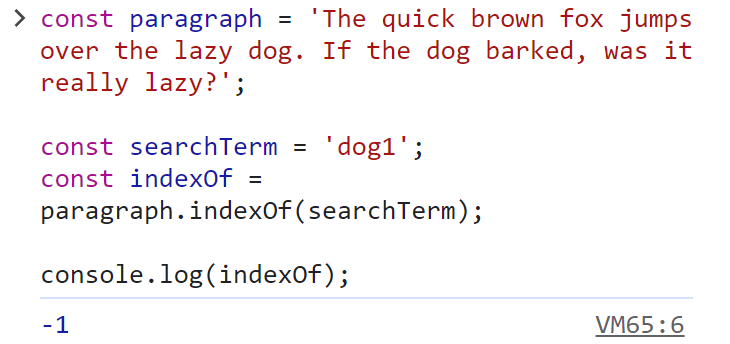 > const paragraph = 'The quick brown fox jumps
over the lazy dog. If the dog barked, was it
really lazy?';
const searchTerm = 'dog1';
const indexOf =
paragraph.indexOf(searchTerm);
console.log(indexOf);
-1 VM65:6